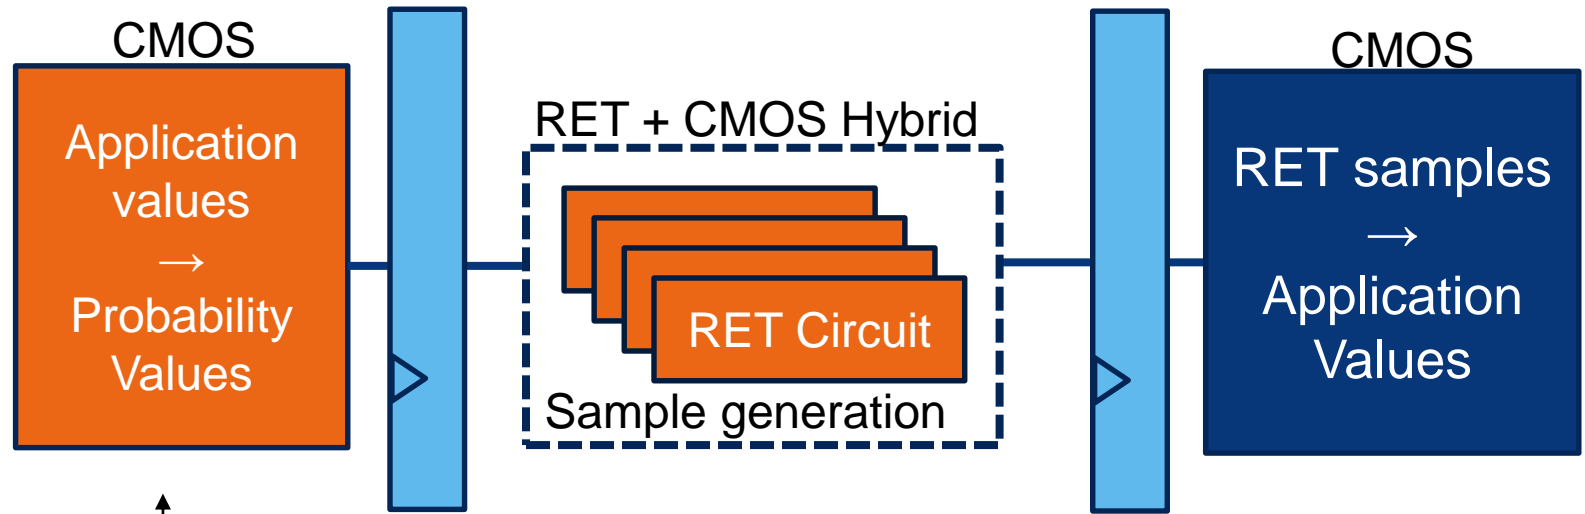 CMOS
Application
values
→
Probability
Values
RET + CMOS Hybrid
RET Circuit
Sample generation
CMOS
RET samples
→
Application
Values